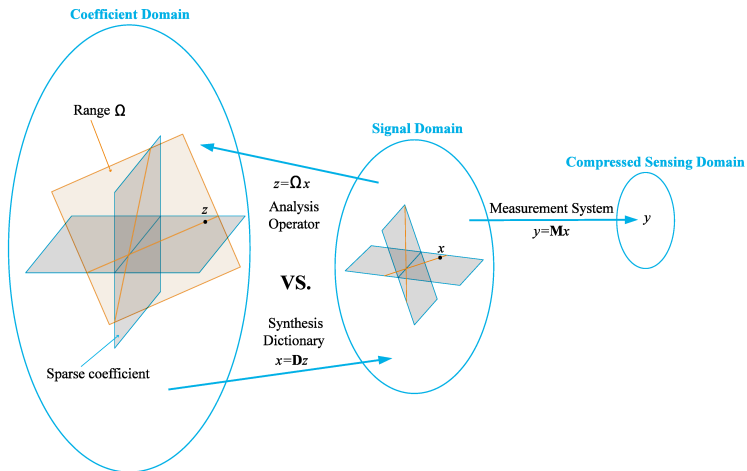 Coefficient Domain
Range Ω
z
Sparse coefficient
z=Ωx
Analysis
Operator
VS.
Synthesis
Dictionary
x=Dz
Signal Domain
x
Measurement System
y=Mx
Compressed Sensing Domain
y